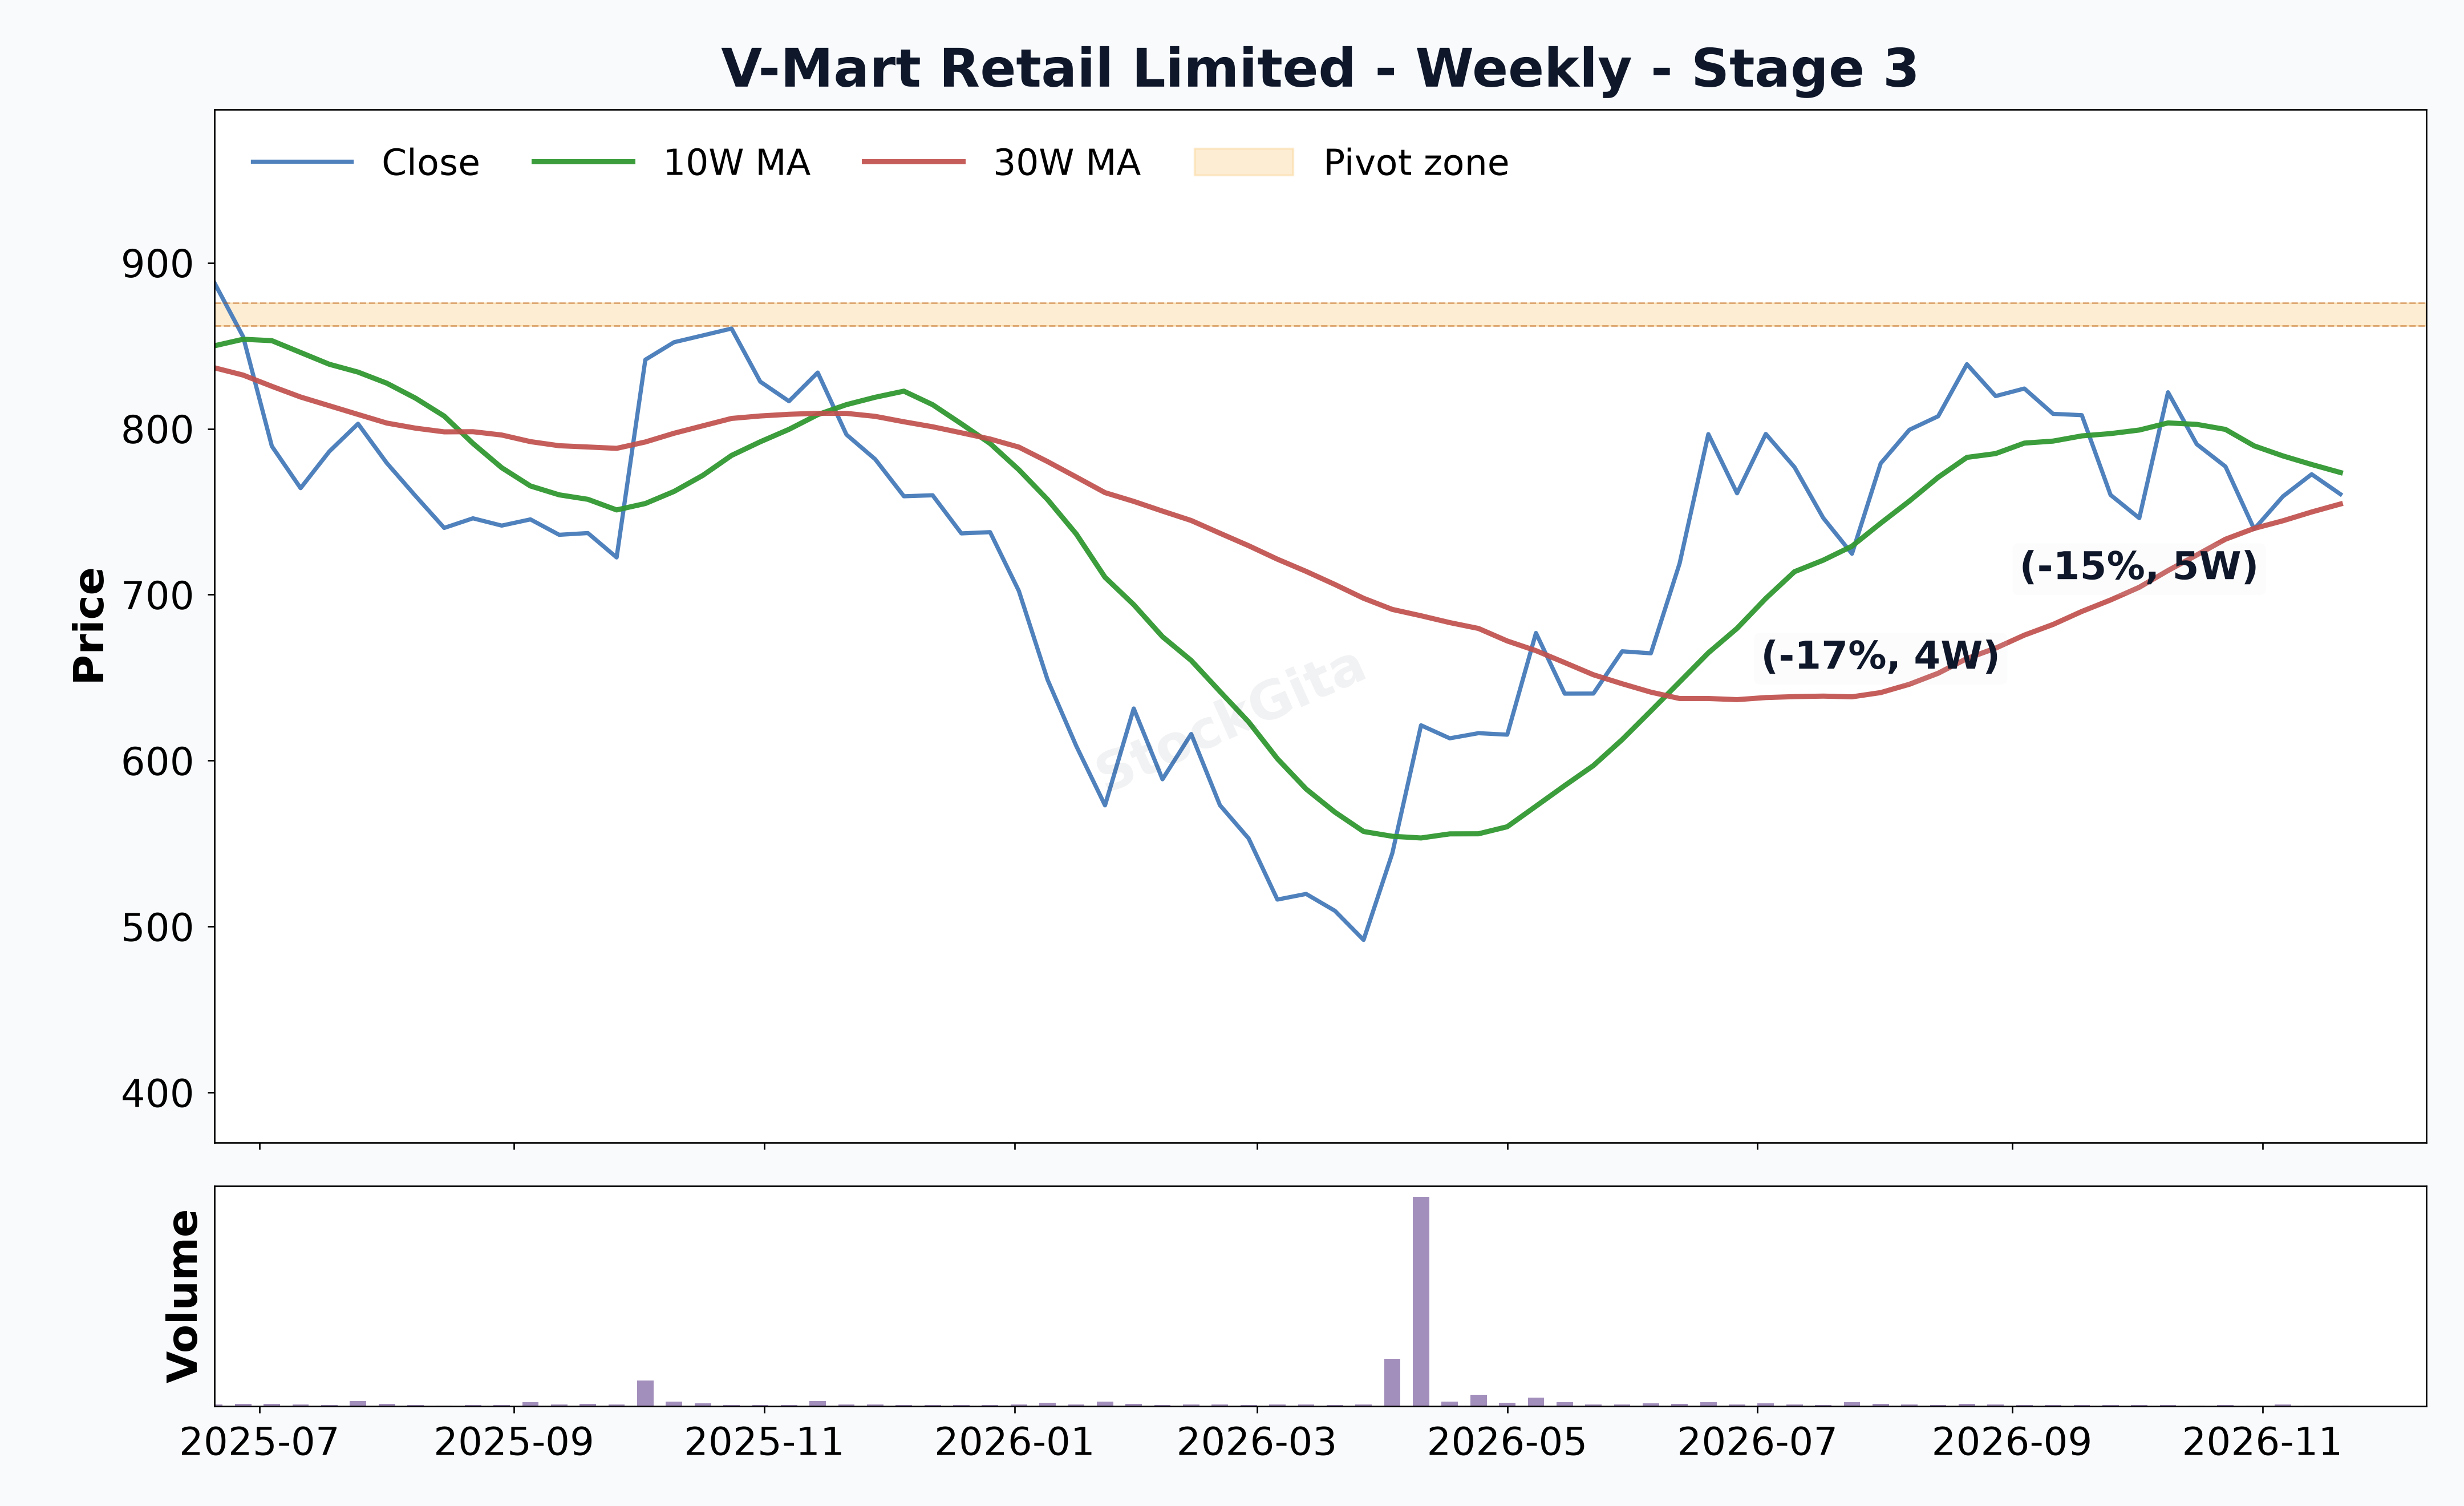 V-Mart Retail Limited - Weekly - Stage 3
Close 10W MA 30W MA Pivot zone
Price
900
800
700
600
500
400
(-15%, 5W)
(-17%, 4W)
StockGita
Volume
2025-07 2025-09 2025-11 2026-01 2026-03 2026-05 2026-07 2026-09 2026-11